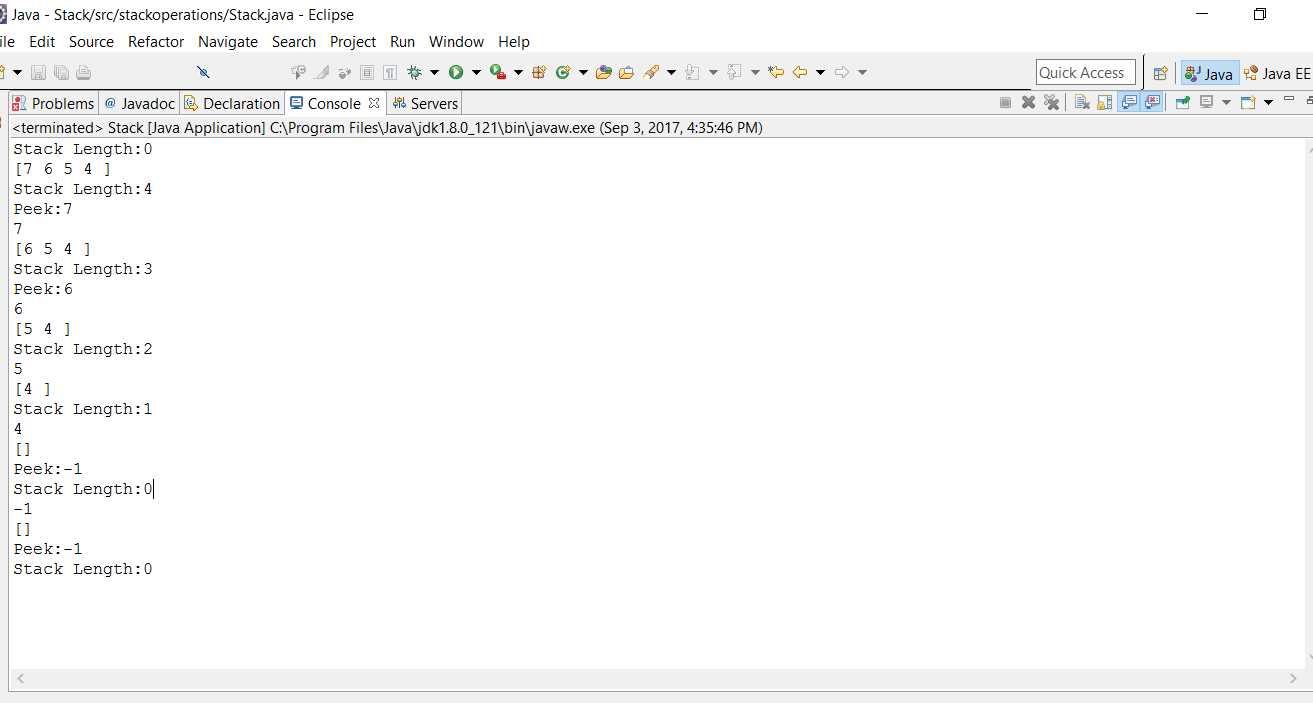 Java - Stack/src/stackoperations/Stack.java - Eclipse
ile Edit Source Refactor Navigate Search Project Run Window Help
Quick Access Java Java EE
Problems @ Javadoc Declaration Console Servers
<terminated> Stack [Java Application] C:\Program Files\Java\jdk1.8.0_121\bin\javaw.exe (Sep 3, 2017, 4:35:46 PM)
Stack Length:0
[7 6 5 4 ]
Stack Length:4
Peek:7
7
[6 5 4 ]
Stack Length:3
Peek:6
6
[5 4 ]
Stack Length:2
5
[4 ]
Stack Length:1
4
[]
Peek:-1
Stack Length:0
-1
[]
Peek:-1
Stack Length:0